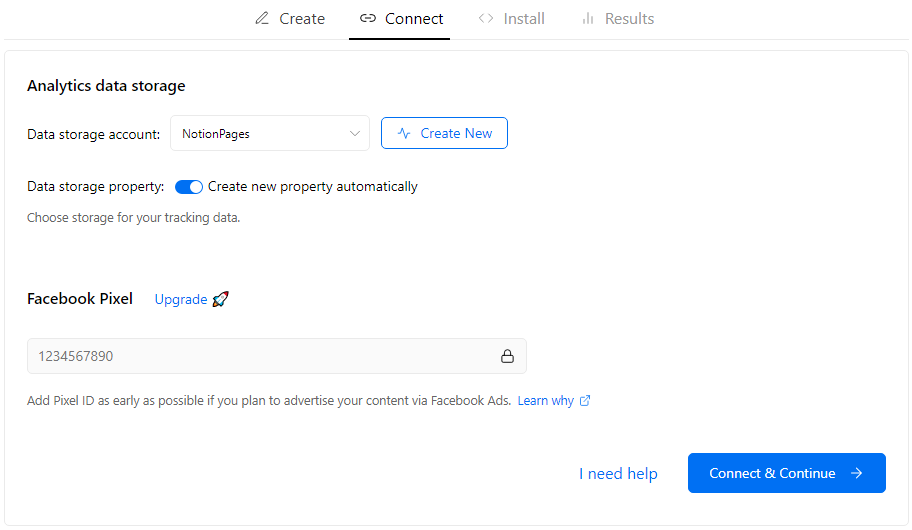 Create Connect Install Results
Analytics data storage
Data storage account: NotionPages Create New
Data storage property: Create new property automatically
Choose storage for your tracking data.
Facebook Pixel Upgrade 🚀
1234567890
Add Pixel ID as early as possible if you plan to advertise your content via Facebook Ads. Learn why
I need help Connect & Continue →